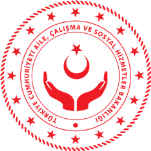 TÜRKİYE CUMHURİYETİ AİLE, ÇALIŞMA VE SOSYAL HİZMETLER BAKANLIĞI